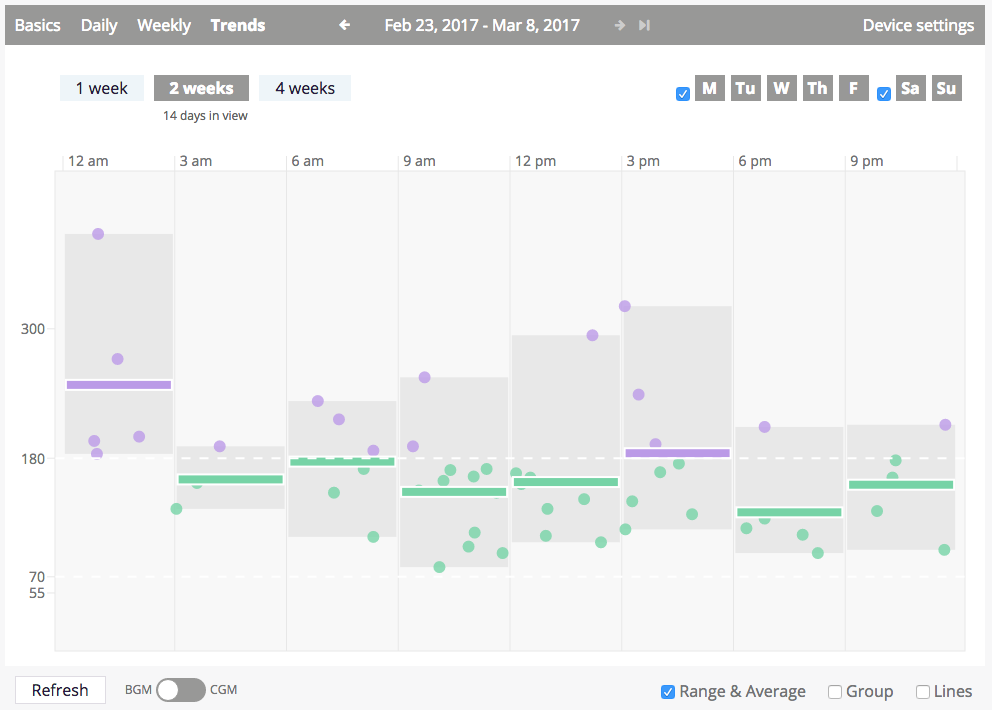 Basics Daily Weekly Trends Feb 23, 2017 - Mar 8, 2017 Device settings
1 week 2 weeks 4 weeks M Tu W Th F Sa Su
14 days in view
12 am 3 am 6 am 9 am 12 pm 3 pm 6 pm 9 pm
300
180
70
55
Refresh BGM CGM Range & Average Group Lines